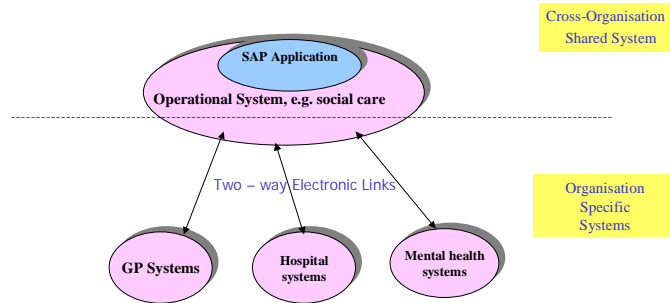 Cross-Organisation
Shared System
SAP Application
Operational System, e.g. social care
Two – way Electronic Links
Organisation
Specific
Systems
GP Systems
Hospital
systems
Mental health
systems